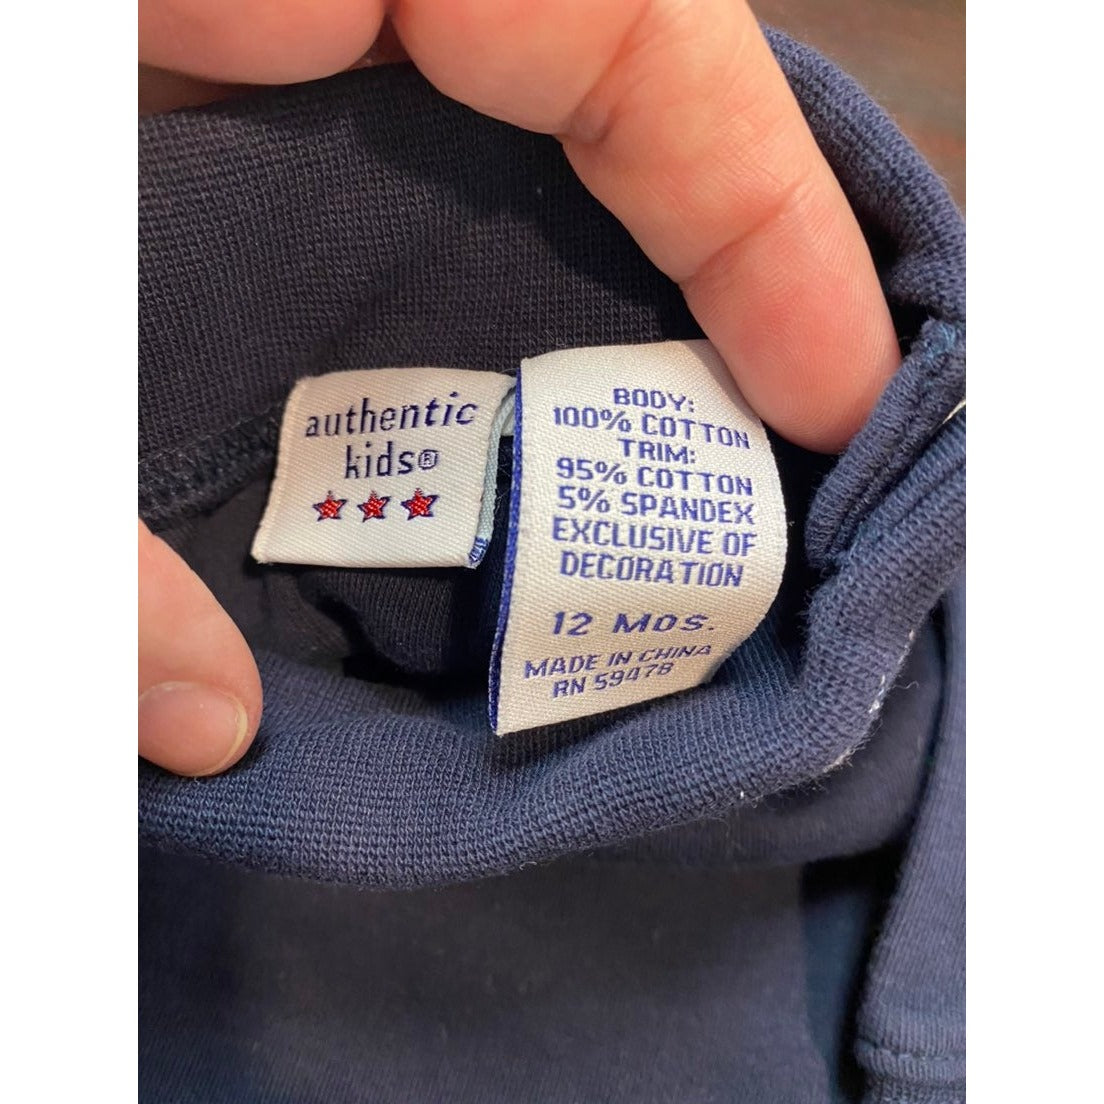 authentic
kids®
BODY:
100% COTTON
TRIM:
95% COTTON
5% SPANDEX
EXCLUSIVE OF
DECORATION
12 MOS.
MADE IN CHINA
RN 59478